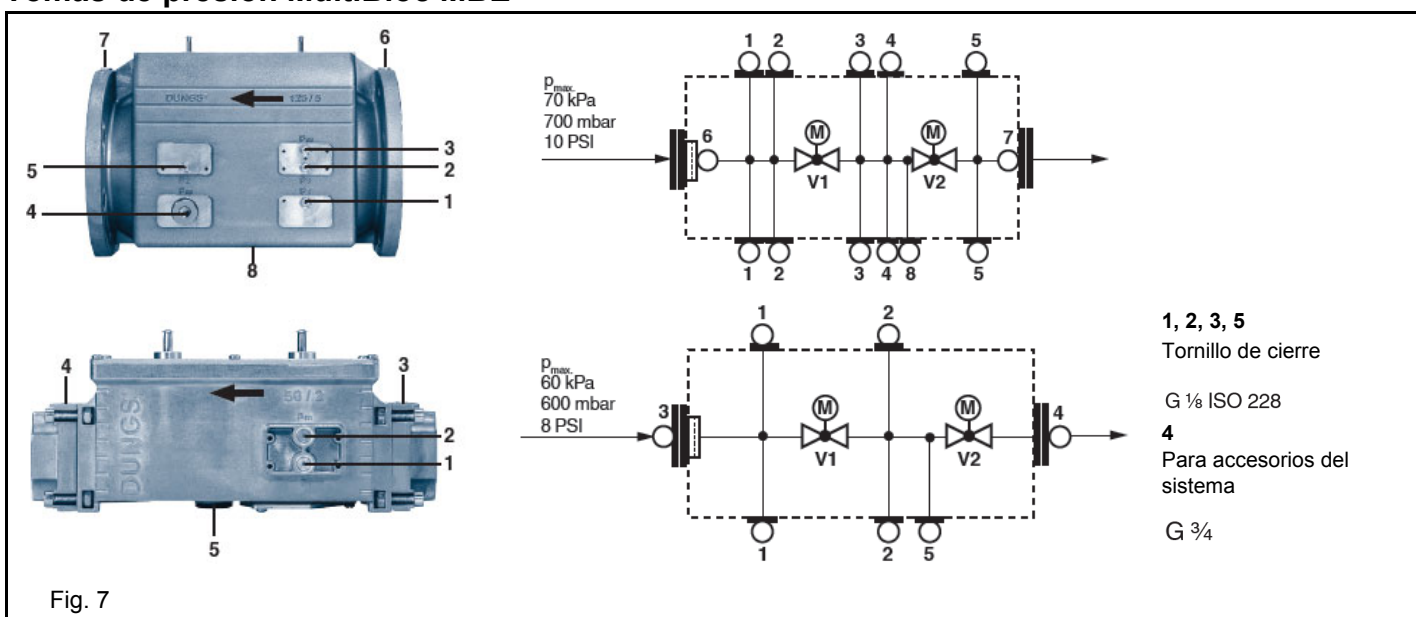 Tomas de presión MultiBloc MBE
7
6
DUNGS
125 / 5
3
2
5
1
4
8
1 2 3 4 5
pmax.
70 kPa
700 mbar
10 PSI
6
M
M
7
V1
V2
1 2 3 4 8 5
4
3
50 / 2
DUNGS
2
1
5
1 2
pmax.
60 kPa
600 mbar
8 PSI
3
M
M
4
V1
V2
1 2 5
1, 2, 3, 5
Tornillo de cierre
G ⅛ ISO 228
4
Para accesorios del
sistema
G ¾
Fig. 7